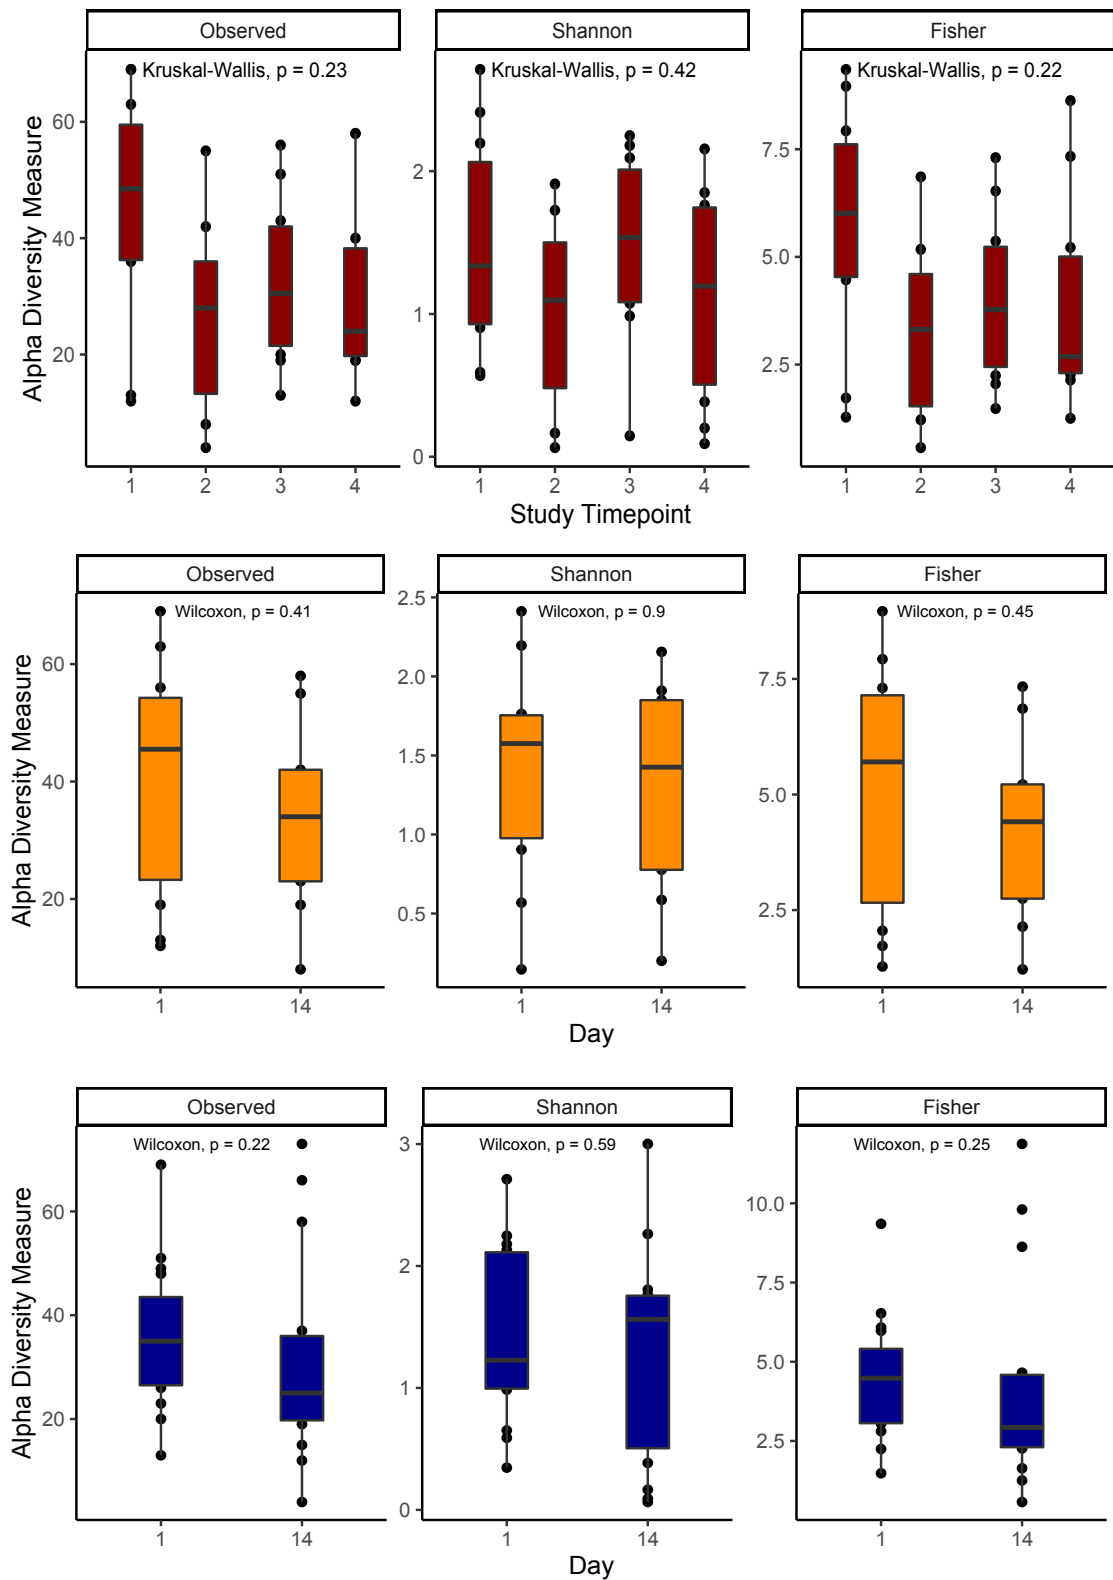 Observed Shannon Fisher
Kruskal-Wallis, p = 0.23 Kruskal-Wallis, p = 0.42 Kruskal-Wallis, p = 0.22
Alpha Diversity Measure
60
40
20
2
1
0
7.5
5.0
2.5
1 2 3 4 1 2 3 4 1 2 3 4
Study Timepoint
Observed Shannon Fisher
Wilcoxon, p = 0.41 Wilcoxon, p = 0.9 Wilcoxon, p = 0.45
Alpha Diversity Measure
60
40
20
2.5
2.0
1.5
1.0
0.5
7.5
5.0
2.5
1 14 1 14 1 14
Day
Observed Shannon Fisher
Wilcoxon, p = 0.22 Wilcoxon, p = 0.59 Wilcoxon, p = 0.25
Alpha Diversity Measure
60
40
20
3
2
1
0
10.0
7.5
5.0
2.5
1 14 1 14 1 14
Day